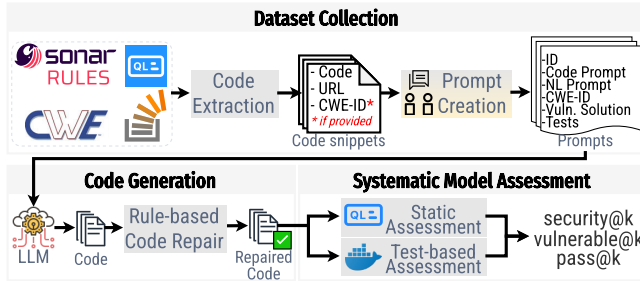 Dataset Collection
sonar
RULES
QL
CWE
Code
Extraction
- Code
- URL
- CWE-ID*
* if provided
Code snippets
Prompt
Creation
-ID
-Code Prompt
-NL Prompt
-CWE-ID
-Vuln. Solution
-Tests
Prompts
Code Generation
LLM
Code
Rule-based
Code Repair
Repaired
Code
Systematic Model Assessment
QL
Static
Assessment
Test-based
Assessment
security@k
vulnerable@k
pass@k